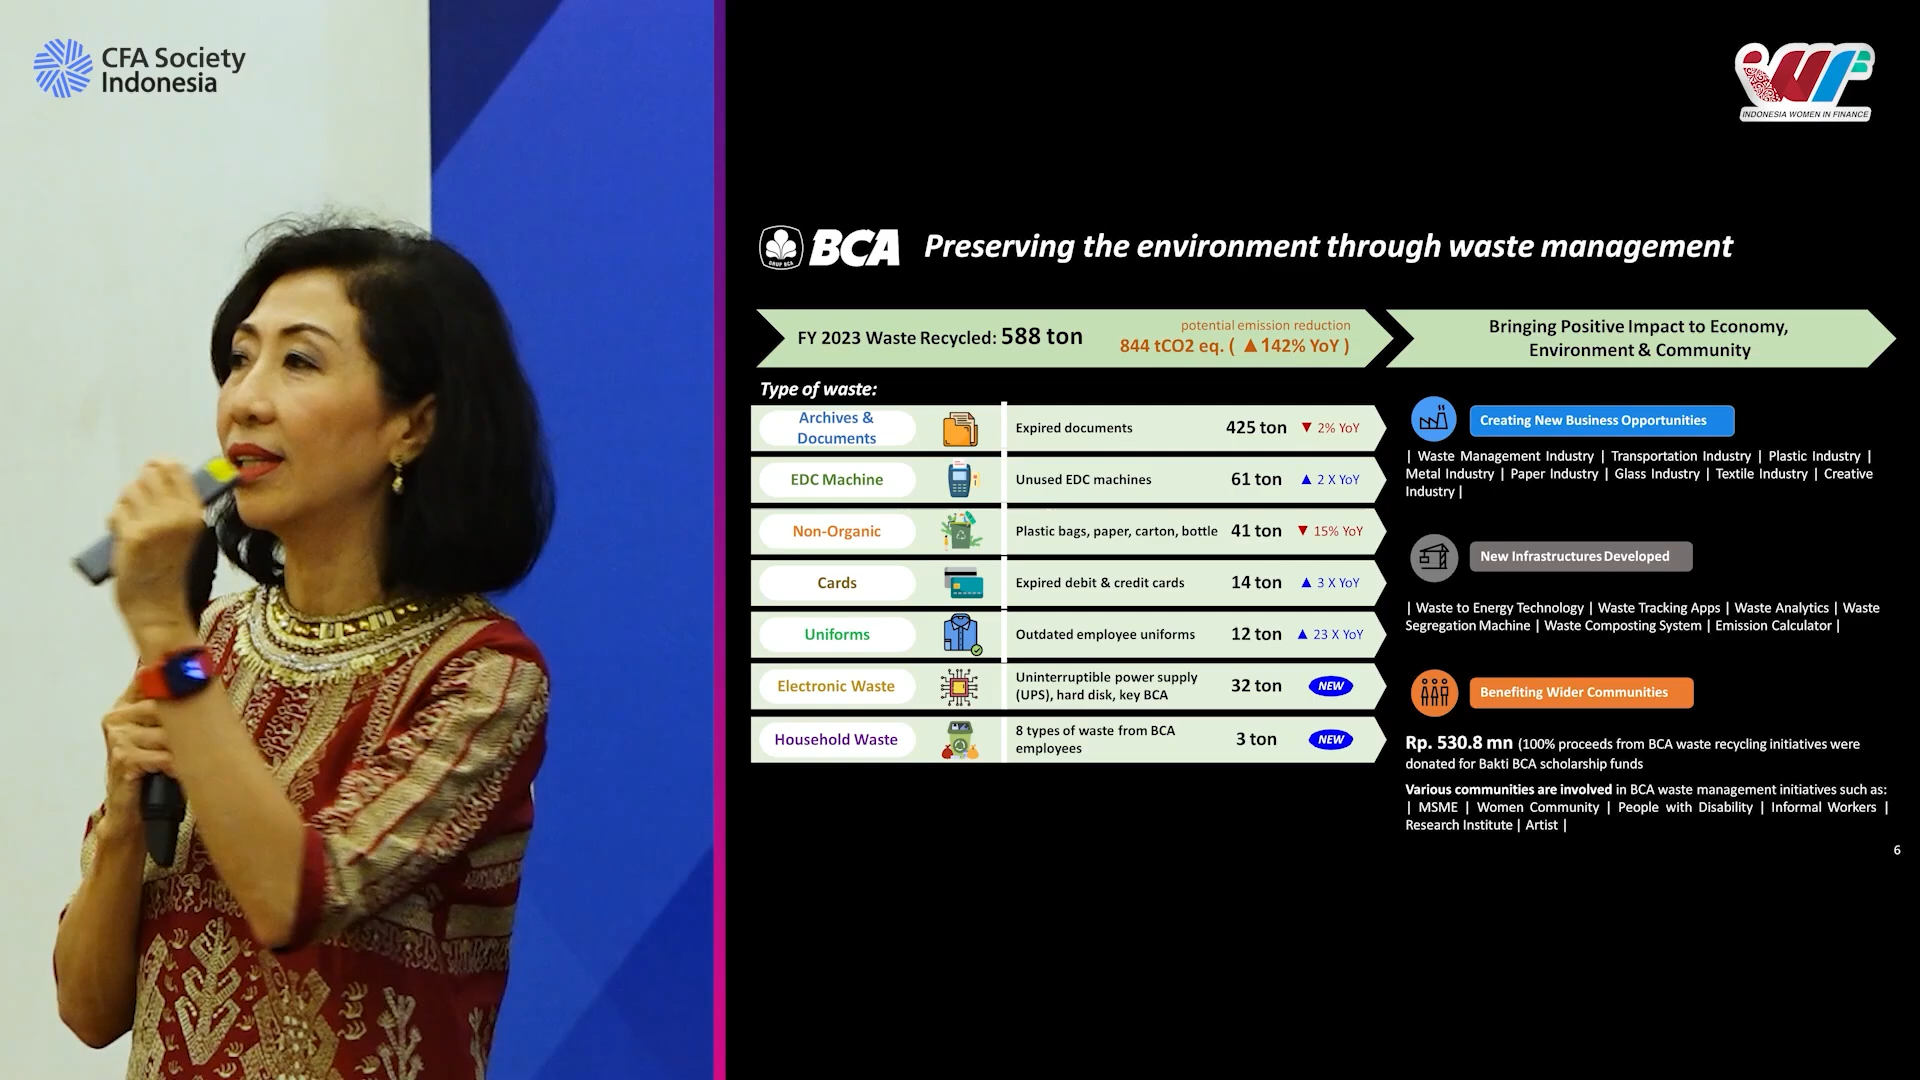 CFA Society
Indonesia
INDONESIA WOMEN IN FINANCE
BCA
Preserving the environment through waste management
FY 2023 Waste Recycled: 588 ton
potential emission reduction
844 tCO2 eq. ( ▲142% YoY )
Bringing Positive Impact to Economy,
Environment & Community
Type of waste:
Archives &
Documents
Expired documents
425 ton
▼ 2% YoY
EDC Machine
Unused EDC machines
61 ton
▲ 2 X YoY
Non-Organic
Plastic bags, paper, carton, bottle
41 ton
▼ 15% YoY
Cards
Expired debit & credit cards
14 ton
▲ 3 X YoY
Uniforms
Outdated employee uniforms
12 ton
▲ 23 X YoY
Electronic Waste
Uninterruptible power supply
(UPS), hard disk, key BCA
32 ton
NEW
Household Waste
8 types of waste from BCA
employees
3 ton
NEW
Creating New Business Opportunities
| Waste Management Industry | Transportation Industry | Plastic Industry |
Metal Industry | Paper Industry | Glass Industry | Textile Industry | Creative
Industry |
New Infrastructures Developed
| Waste to Energy Technology | Waste Tracking Apps | Waste Analytics | Waste
Segregation Machine | Waste Composting System | Emission Calculator |
Benefiting Wider Communities
Rp. 530.8 mn (100% proceeds from BCA waste recycling initiatives were
donated for Bakti BCA scholarship funds
Various communities are involved in BCA waste management initiatives such as:
| MSME | Women Community | People with Disability | Informal Workers |
Research Institute | Artist |
6